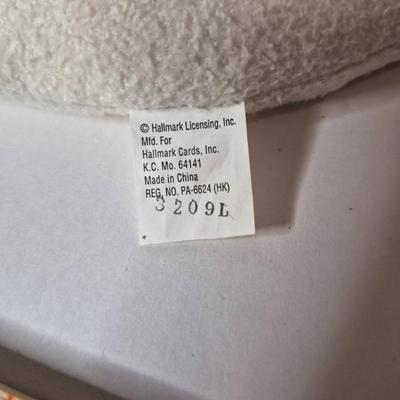 © Hallmark Licensing, Inc.
Mfd. For
Hallmark Cards, Inc.
K.C. Mo. 64141
Made in China
REG. NO. PA-6624 (HK)
3209L